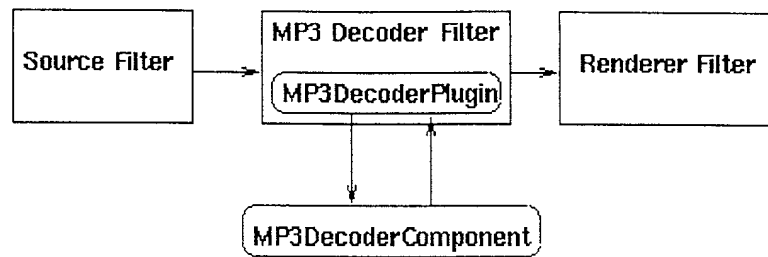 Source Filter
MP3 Decoder Filter
MP3DecoderPlugin
Renderer Filter
MP3DecoderComponent